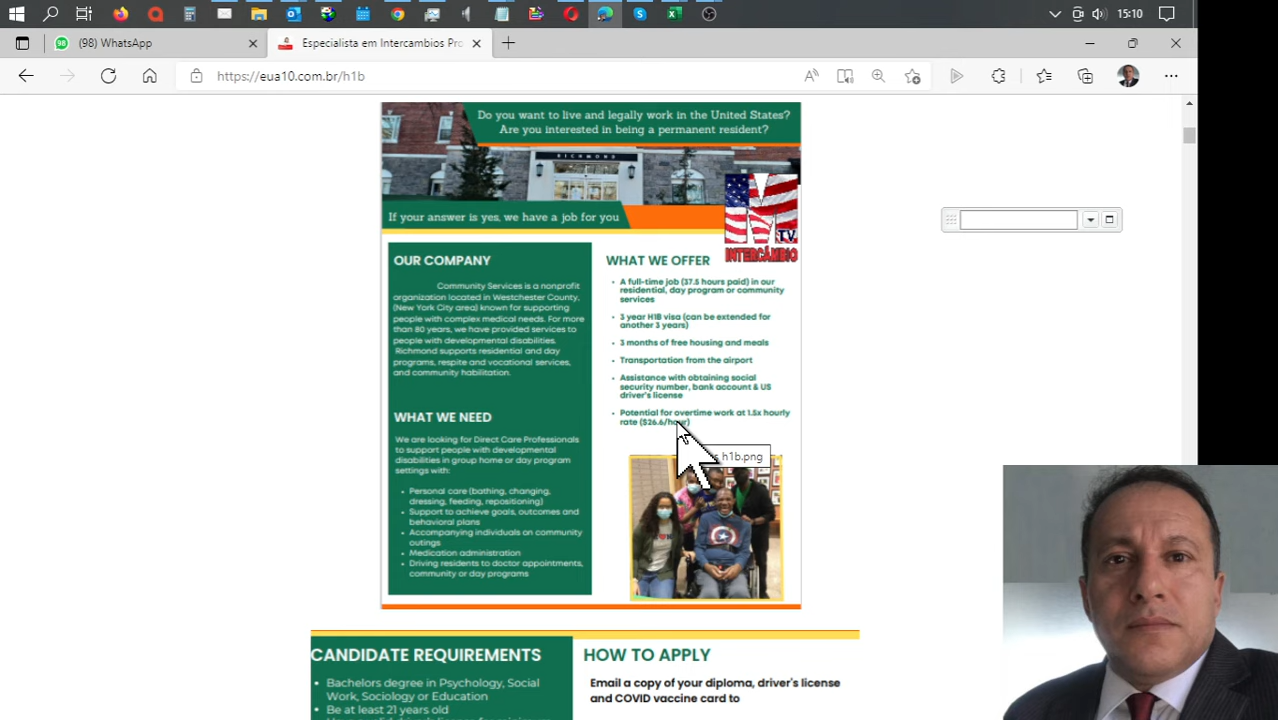 15:10
(98) WhatsApp
Especialista em Intercambios Pro
https://eua10.com.br/h1b
Do you want to live and legally work in the United States?
Are you interested in being a permanent resident?
RICHMOND
If your answer is yes, we have a job for you
TV.
INTERCÂMBIO
OUR COMPANY
Community Services is a nonprofit
organization located in Westchester County,
(New York City area) known for supporting
people with complex medical needs. For more
than 80 years, we have provided services to
people with developmental disabilities.
Richmond supports residential and day
programs, respite and vocational services,
and community habilitation.
WHAT WE NEED
We are looking for Direct Care Professionals
to support people with developmental
disabilities in group home or day program
settings with:
• Personal care (bathing, changing,
dressing, feeding, repositioning)
• Support to achieve goals, outcomes and
behavioral plans
• Accompanying individuals on community
outings
• Medication administration
• Driving residents to doctor appointments,
community or day programs
WHAT WE OFFER
• A full-time job (37.5 hours paid) in our
residential, day program or community
services
• 3 year H1B visa (can be extended for
another 3 years)
• 3 months of free housing and meals
• Transportation from the airport
• Assistance with obtaining social
security number, bank account & US
driver's license
• Potential for overtime work at 1.5x hourly
rate ($26.6/hour)
h1b.png
CANDIDATE REQUIREMENTS
• Bachelors degree in Psychology, Social
Work, Sociology or Education
• Be at least 21 years old
HOW TO APPLY
Email a copy of your diploma, driver's license
and COVID vaccine card to